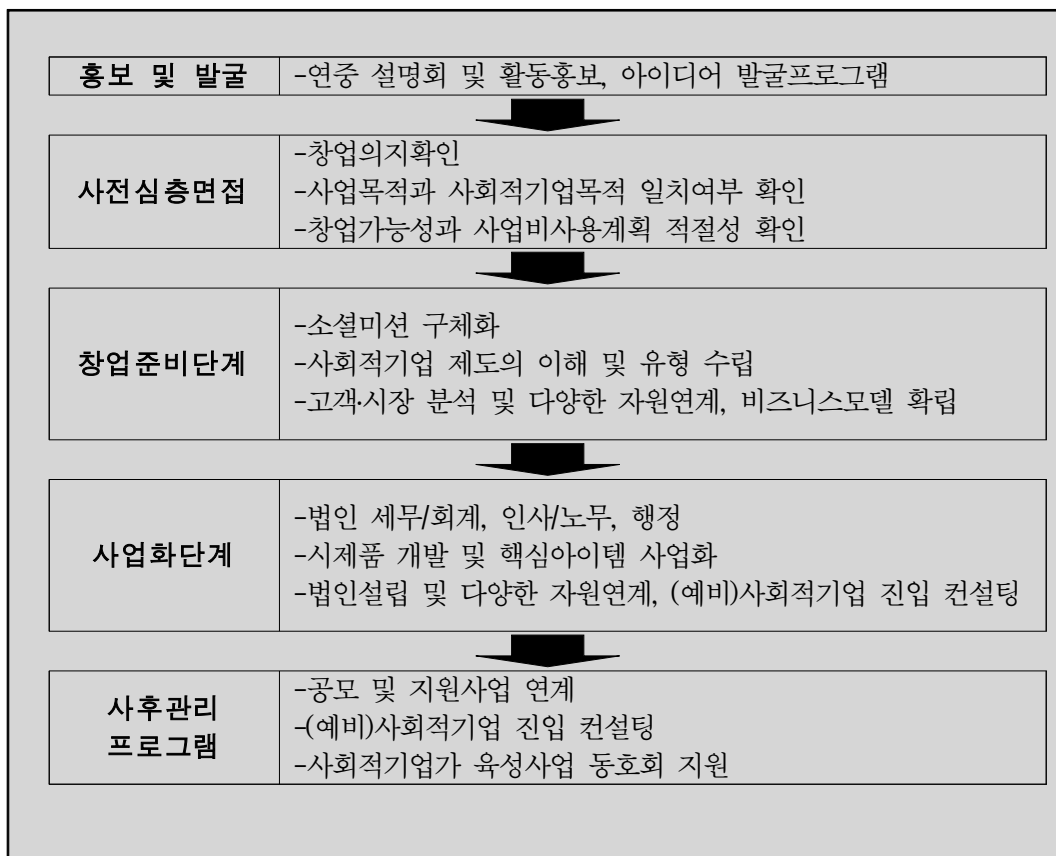 홍보 및 발굴
-연중 설명회 및 활동홍보, 아이디어 발굴프로그램
사전심층면접
-창업의지확인
-사업목적과 사회적기업목적 일치여부 확인
-창업가능성과 사업비사용계획 적절성 확인
창업준비단계
-소셜미션 구체화
-사회적기업 제도의 이해 및 유형 수립
-고객·시장 분석 및 다양한 자원연계, 비즈니스모델 확립
사업화단계
-법인 세무/회계, 인사/노무, 행정
-시제품 개발 및 핵심아이템 사업화
-법인설립 및 다양한 자원연계, (예비)사회적기업 진입 컨설팅
사후관리
프로그램
-공모 및 지원사업 연계
-(예비)사회적기업 진입 컨설팅
-사회적기업가 육성사업 동호회 지원